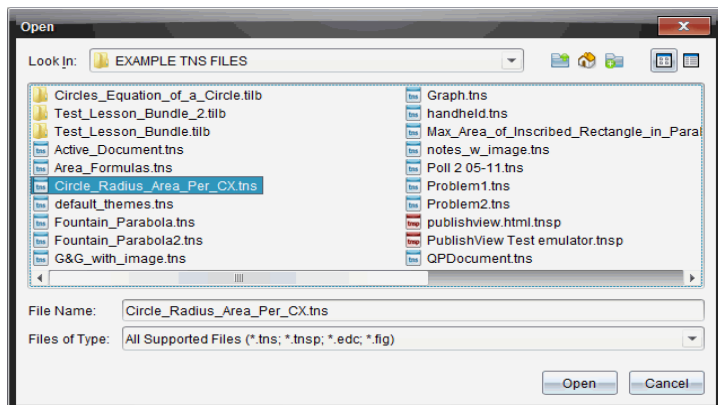 Open
Look In: EXAMPLE TNS FILES
Circles_Equation_of_a_Circle.tilb
Test_Lesson_Bundle_2.tilb
Test_Lesson_Bundle.tilb
Active_Document.tns
Area_Formulas.tns
Circle_Radius_Area_Per_CX.tns
default_themes.tns
Fountain_Parabola.tns
Fountain_Parabola2.tns
G&G_with_image.tns
Graph.tns
handheld.tns
Max_Area_of_Inscribed_Rectangle_in_Paral
notes_w_image.tns
Poll 2 05-11.tns
Problem1.tns
Problem2.tns
publishview.html.tnsp
PublishView Test emulator.tnsp
QPDocument.tns
File Name: Circle_Radius_Area_Per_CX.tns
Files of Type: All Supported Files (*.tns; *.tnsp; *.edc; *.fig)
Open Cancel